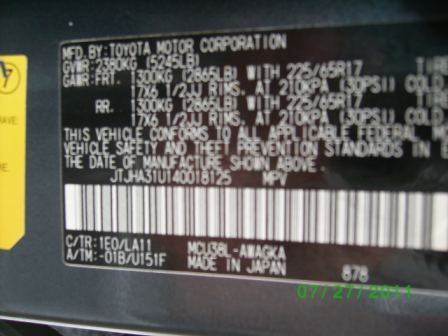 MFD.BY:TOYOTA MOTOR CORPORATION
GVWR:2380KG (5245LB)
GAWR:FRT. 1300KG (2865LB) WITH 225/65R17 TIRE
17X6 1/2JJ RIMS, AT 210KPA (30PSI) COLD
RR. 1300KG (2865LB) WITH 225/65R17 TIRE
17X6 1/2JJ RIMS, AT 210KPA (30PSI) COLD
THIS VEHICLE CONFORMS TO ALL APPLICABLE FEDERAL
VEHICLE SAFETY AND THEFT PREVENTION STANDARDS IN
THE DATE OF MANUFACTURE SHOWN ABOVE.
JTJHA31U140018125 MPV
C/TR:1E0/LA11 MCU38L-AWAGKA
A/TM:-01B/U151F MADE IN JAPAN 878
07/27/2011